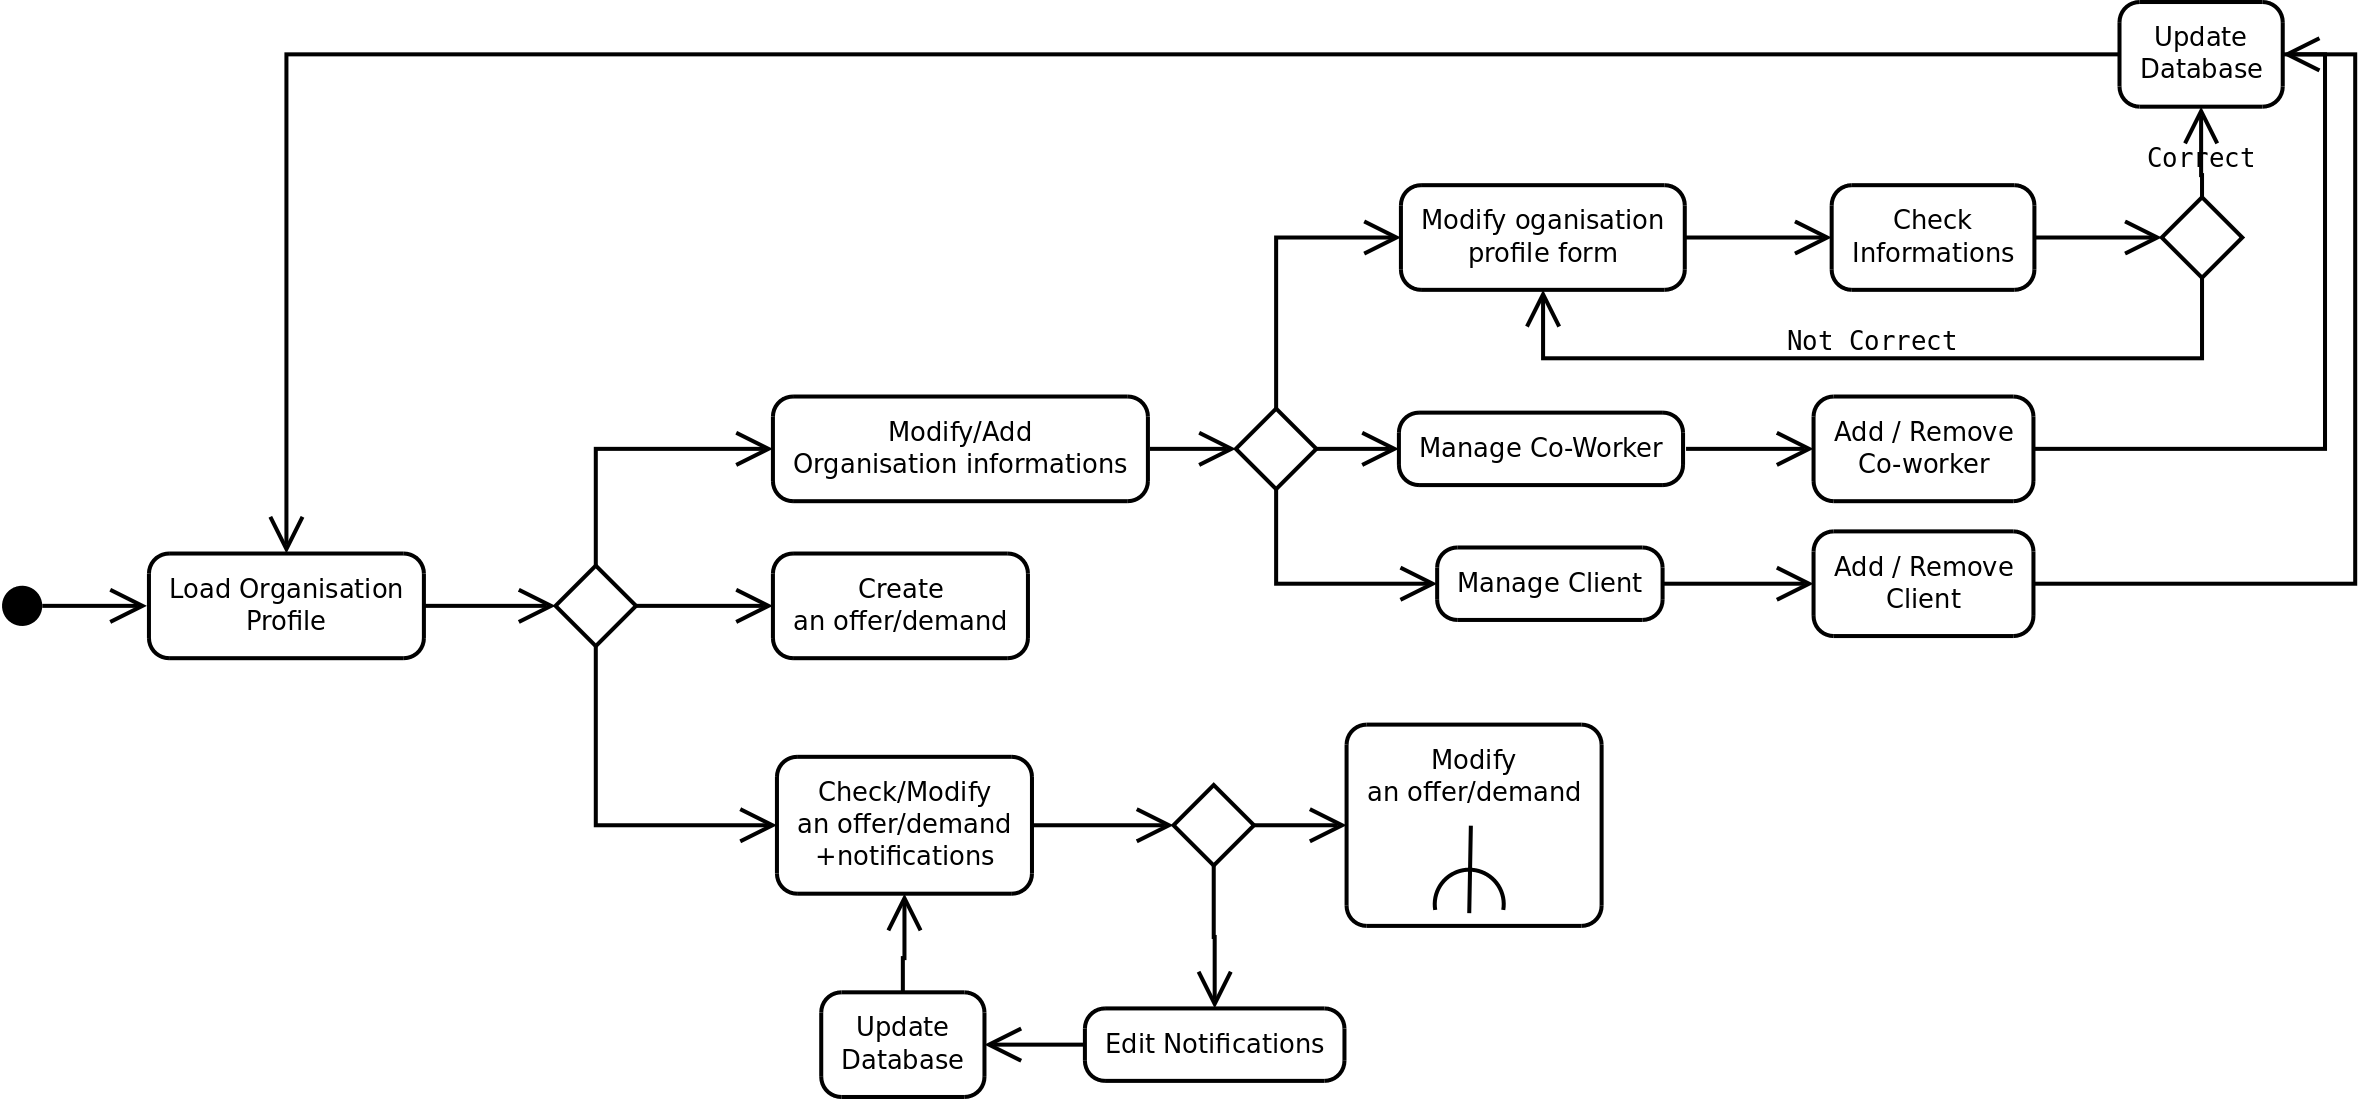 Update
Database
Correct
Modify oganisation
profile form
Check
Informations
Not Correct
Modify/Add
Organisation informations
Manage Co-Worker
Add / Remove
Co-worker
Load Organisation
Profile
Create
an offer/demand
Manage Client
Add / Remove
Client
Check/Modify
an offer/demand
+notifications
Modify
an offer/demand
Update
Database
Edit Notifications